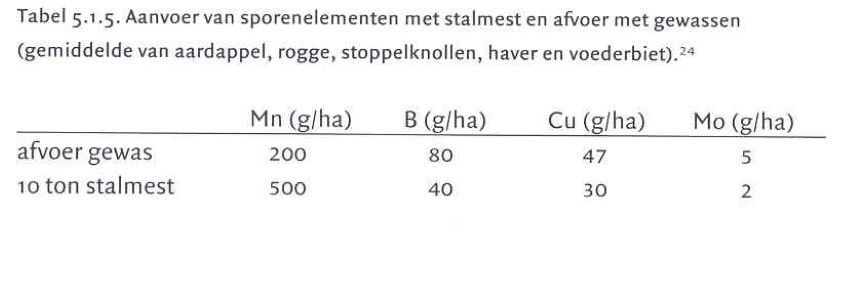 Tabel 5.1.5. Aanvoer van sporenelementen met stalmest en afvoer met gewassen
(gemiddelde van aardappel, rogge, stoppelknollen, haver en voederbiet).²⁴
Mn (g/ha) B (g/ha) Cu (g/ha) Mo (g/ha)
afvoer gewas 200 80 47 5
10 ton stalmest 500 40 30 2